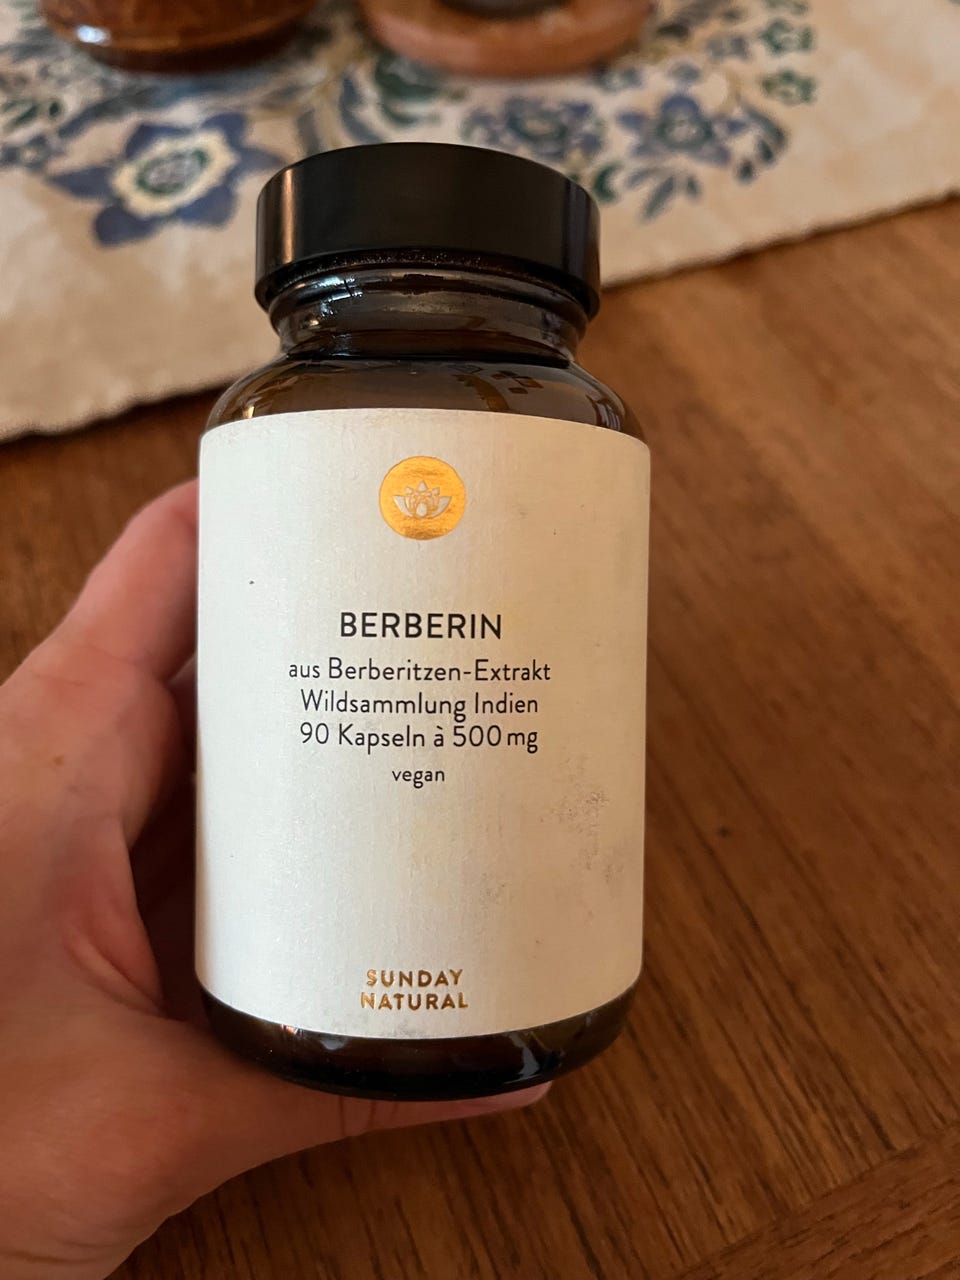 BERBERIN
aus Berberitzen-Extrakt
Wildsammlung Indien
90 Kapseln à 500 mg
vegan
SUNDAY
NATURAL